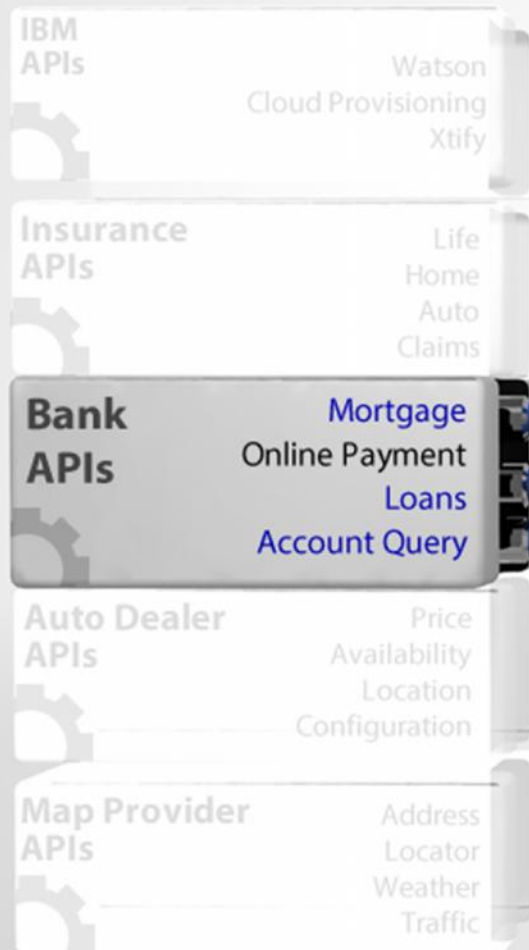 IBM
APIs
Watson
Cloud Provisioning
Xtify
Insurance
APIs
Life
Home
Auto
Claims
Bank
APIs
Mortgage
Online Payment
Loans
Account Query
Auto Dealer
APIs
Price
Availability
Location
Configuration
Map Provider
APIs
Address
Locator
Weather
Traffic